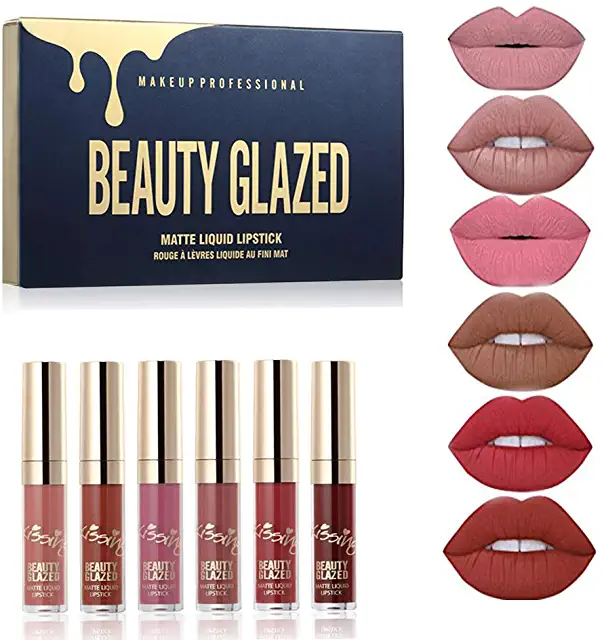 MAKEUP PROFESSIONAL
BEAUTY GLAZED
MATTE LIQUID LIPSTICK
ROUGE À LÈVRES LIQUIDE AU FINI MAT
Kissing
BEAUTY
GLAZED
MATTE LIQUID
LIPSTICK
Kissing
BEAUTY
GLAZED
MATTE LIQUID
LIPSTICK
Kissing
BEAUTY
GLAZED
MATTE LIQUID
LIPSTICK
Kissing
BEAUTY
GLAZED
MATTE LIQUID
LIPSTICK
Kissing
BEAUTY
GLAZED
MATTE LIQUID
LIPSTICK
Kissing
BEAUTY
GLAZED
MATTE LIQUID
LIPSTICK